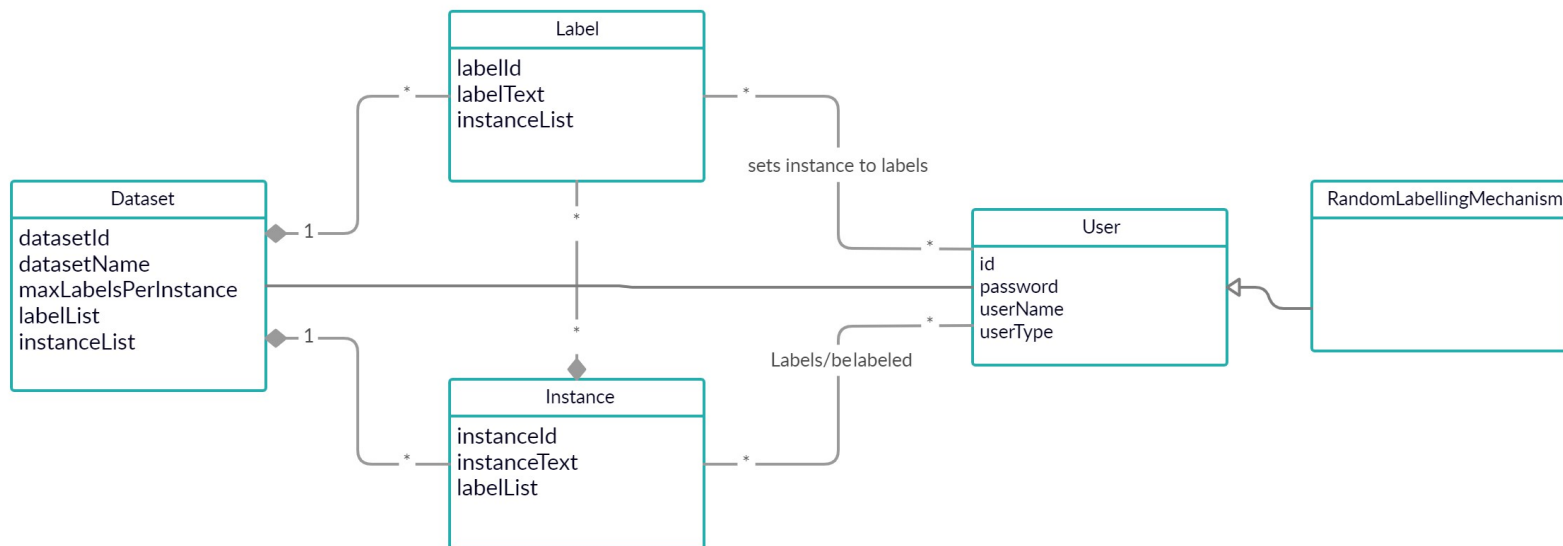 Label
labelId
labelText
instanceList
*
*
sets instance to labels
Dataset
datasetId
datasetName
maxLabelsPerInstance
labelList
instanceList
1
1
*
*
User
id
password
userName
userType
*
*
RandomLabellingMechanism
Labels/belabeled
Instance
instanceId
instanceText
labelList
*
*